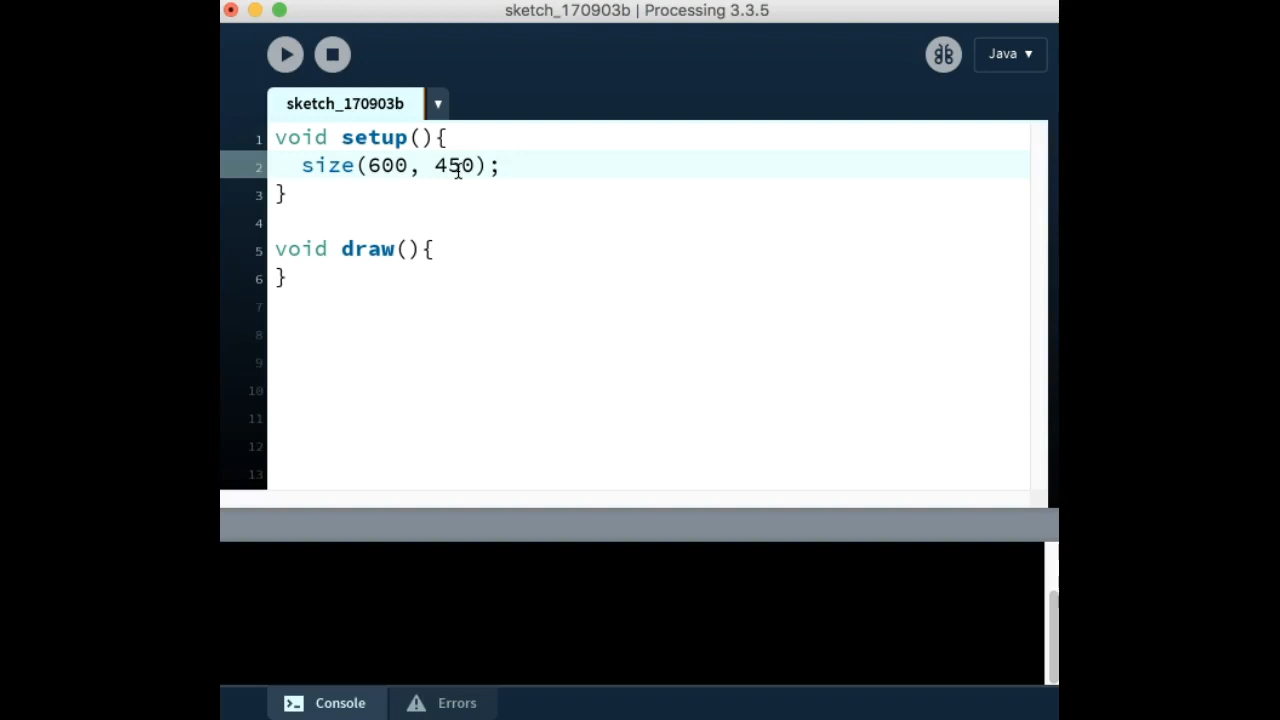 sketch_170903b | Processing 3.3.5
Java ▼
sketch_170903b ▼
1 void setup(){
2   size(600, 450);
3 }
4
5 void draw(){
6 }
7
8
9
10
11
12
13
Console Errors